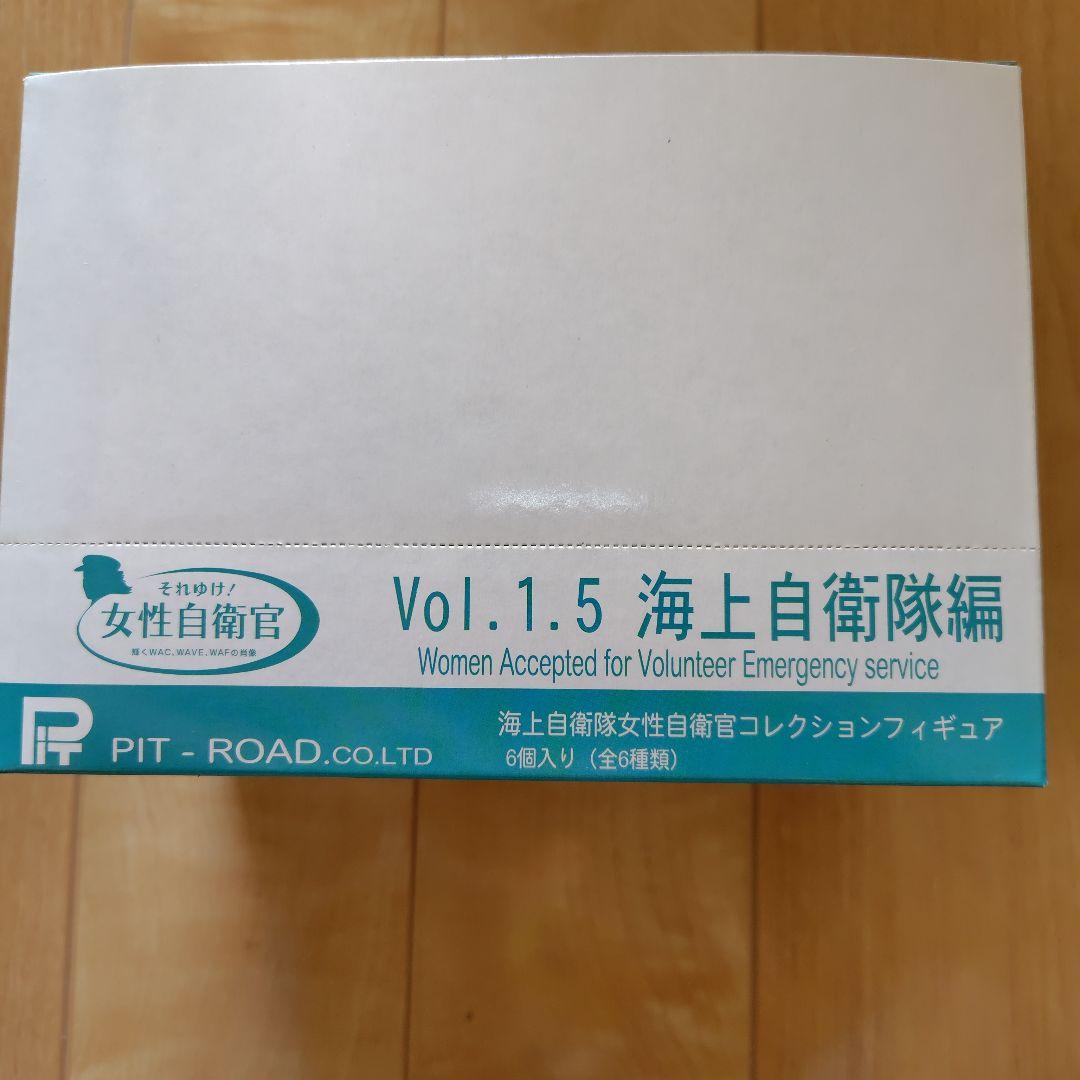 それゆけ!
女性自衛官
輝くWAC、WAVE、WAFの肖像
Vol.1.5 海上自衛隊編
Women Accepted for Volunteer Emergency service
PIT
PIT - ROAD.CO.LTD
海上自衛隊女性自衛官コレクションフィギュア
6個入り(全6種類)